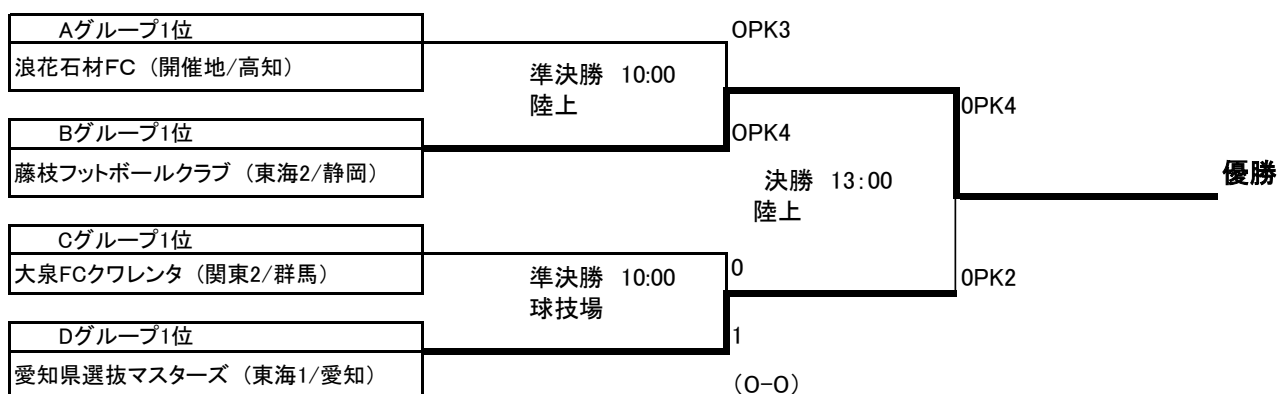 Aグループ1位
浪花石材FC (開催地/高知)
Bグループ1位
藤枝フットボールクラブ (東海2/静岡)
Cグループ1位
大泉FCクワレンタ (関東2/群馬)
Dグループ1位
愛知県選抜マスターズ (東海1/愛知)
準決勝 10:00
陸上
準決勝 10:00
球技場
0PK3
0PK4
0
1
(0-0)
決勝 13:00
陸上
0PK4
0PK2
優勝